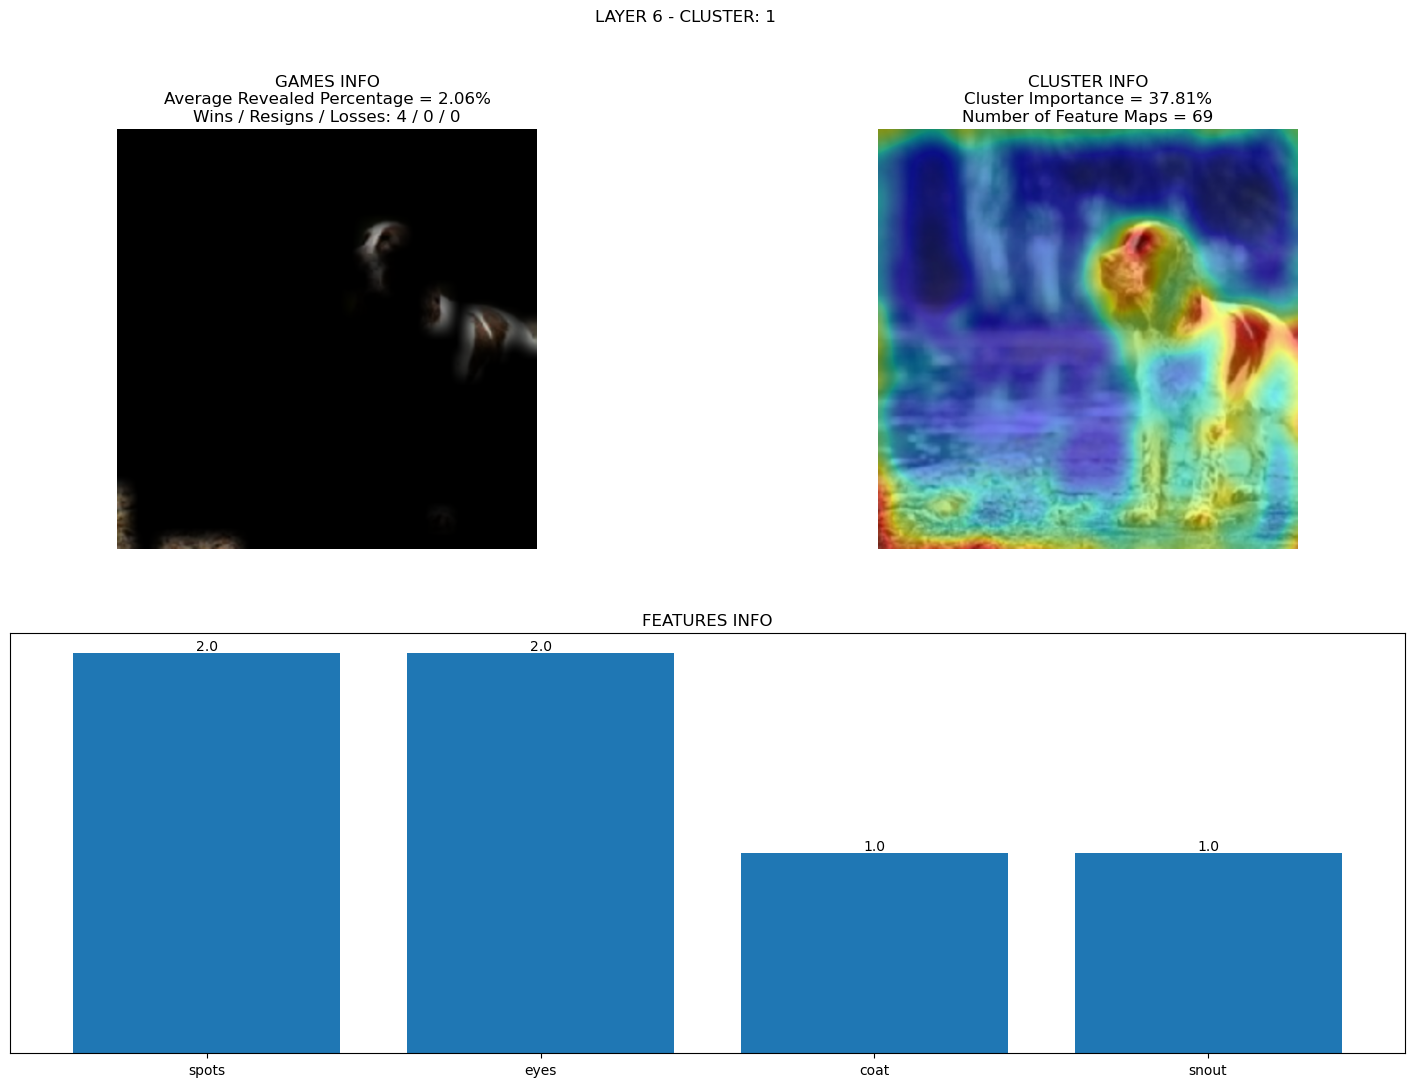 LAYER 6 - CLUSTER: 1
GAMES INFO
Average Revealed Percentage = 2.06%
Wins / Resigns / Losses: 4 / 0 / 0
CLUSTER INFO
Cluster Importance = 37.81%
Number of Feature Maps = 69
FEATURES INFO
2.0
2.0
1.0
1.0
spots
eyes
coat
snout